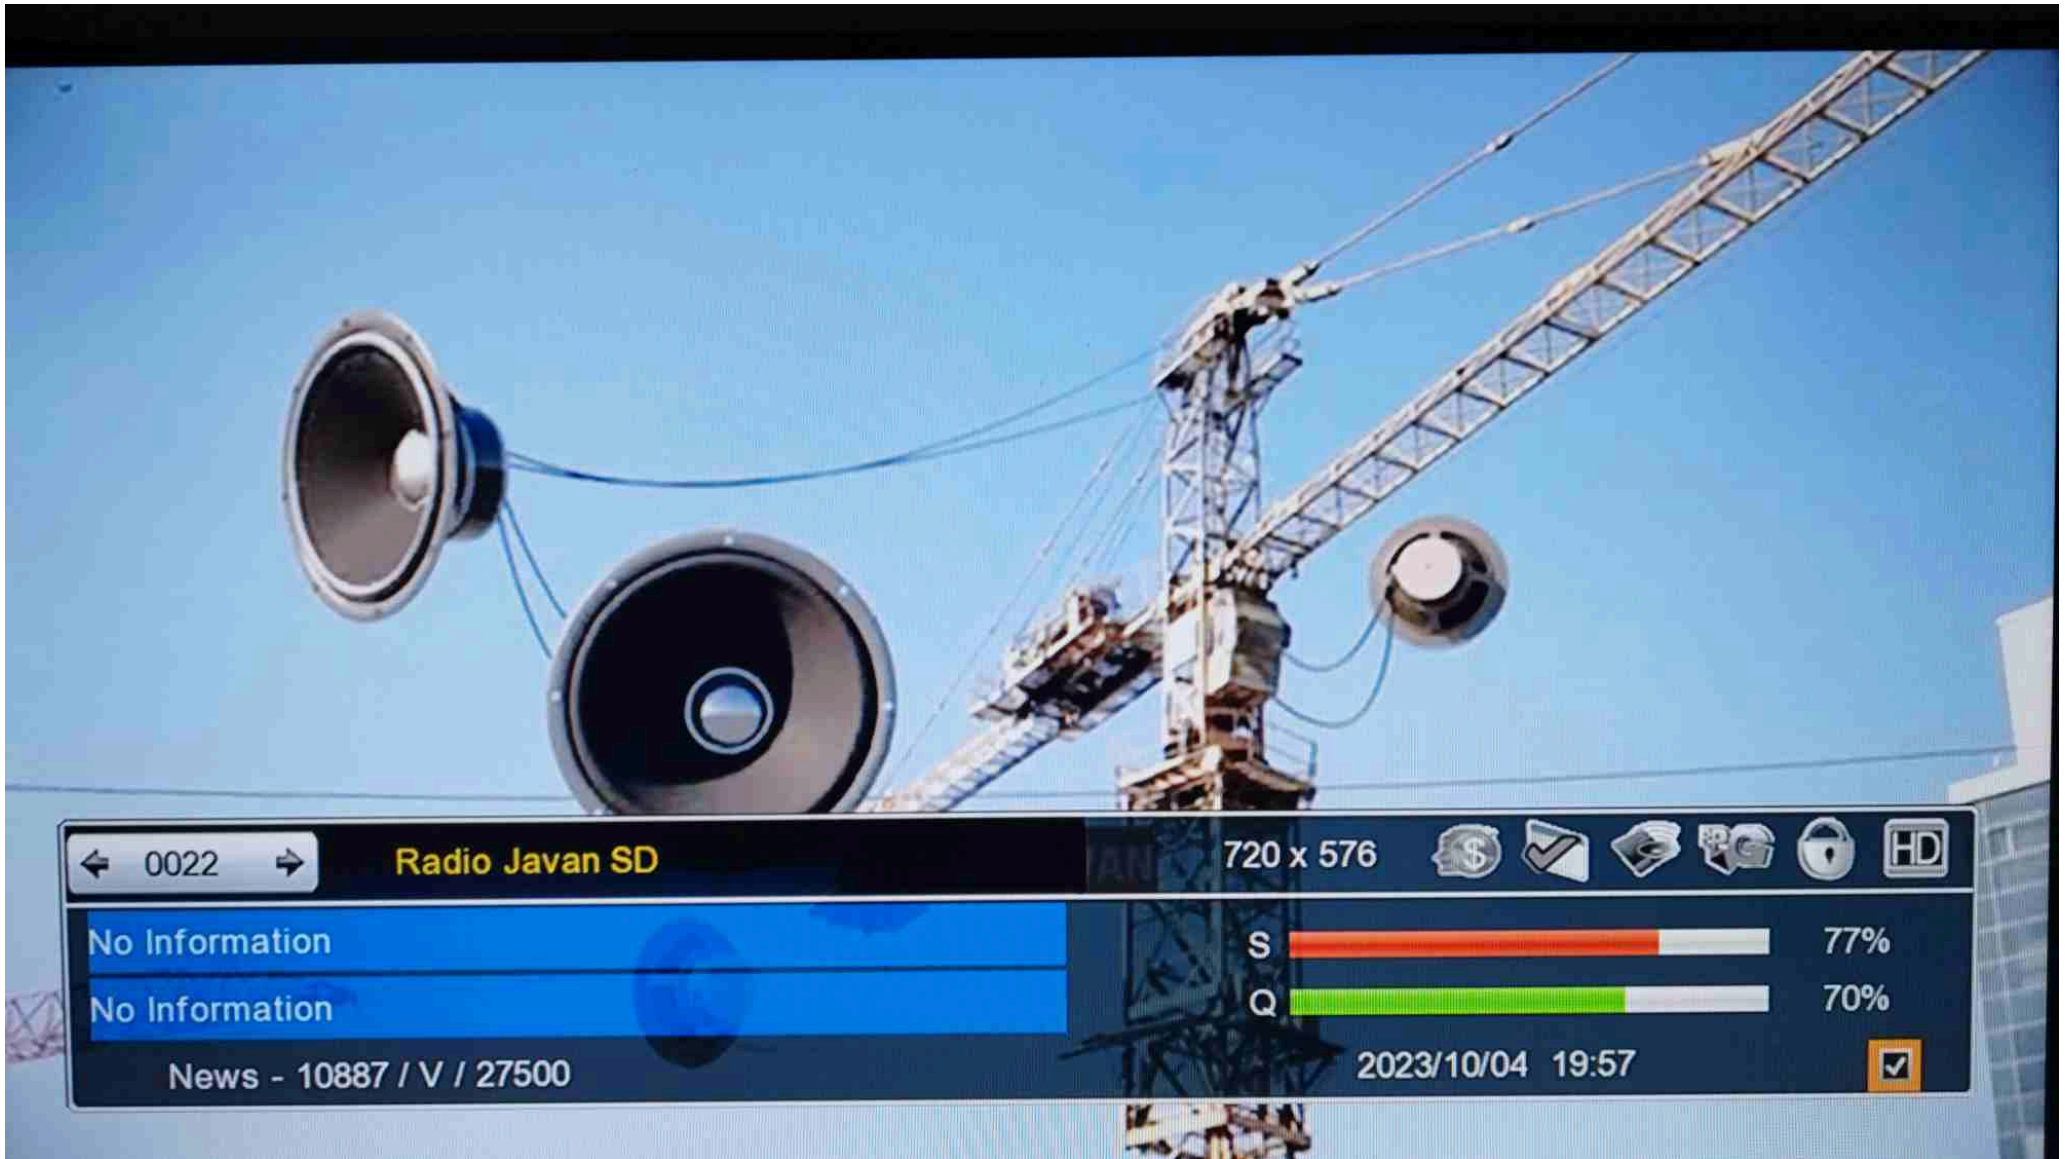 0022
Radio Javan SD
720 x 576
HD
No Information
S 77%
No Information
Q 70%
News - 10887 / V / 27500
2023/10/04 19:57